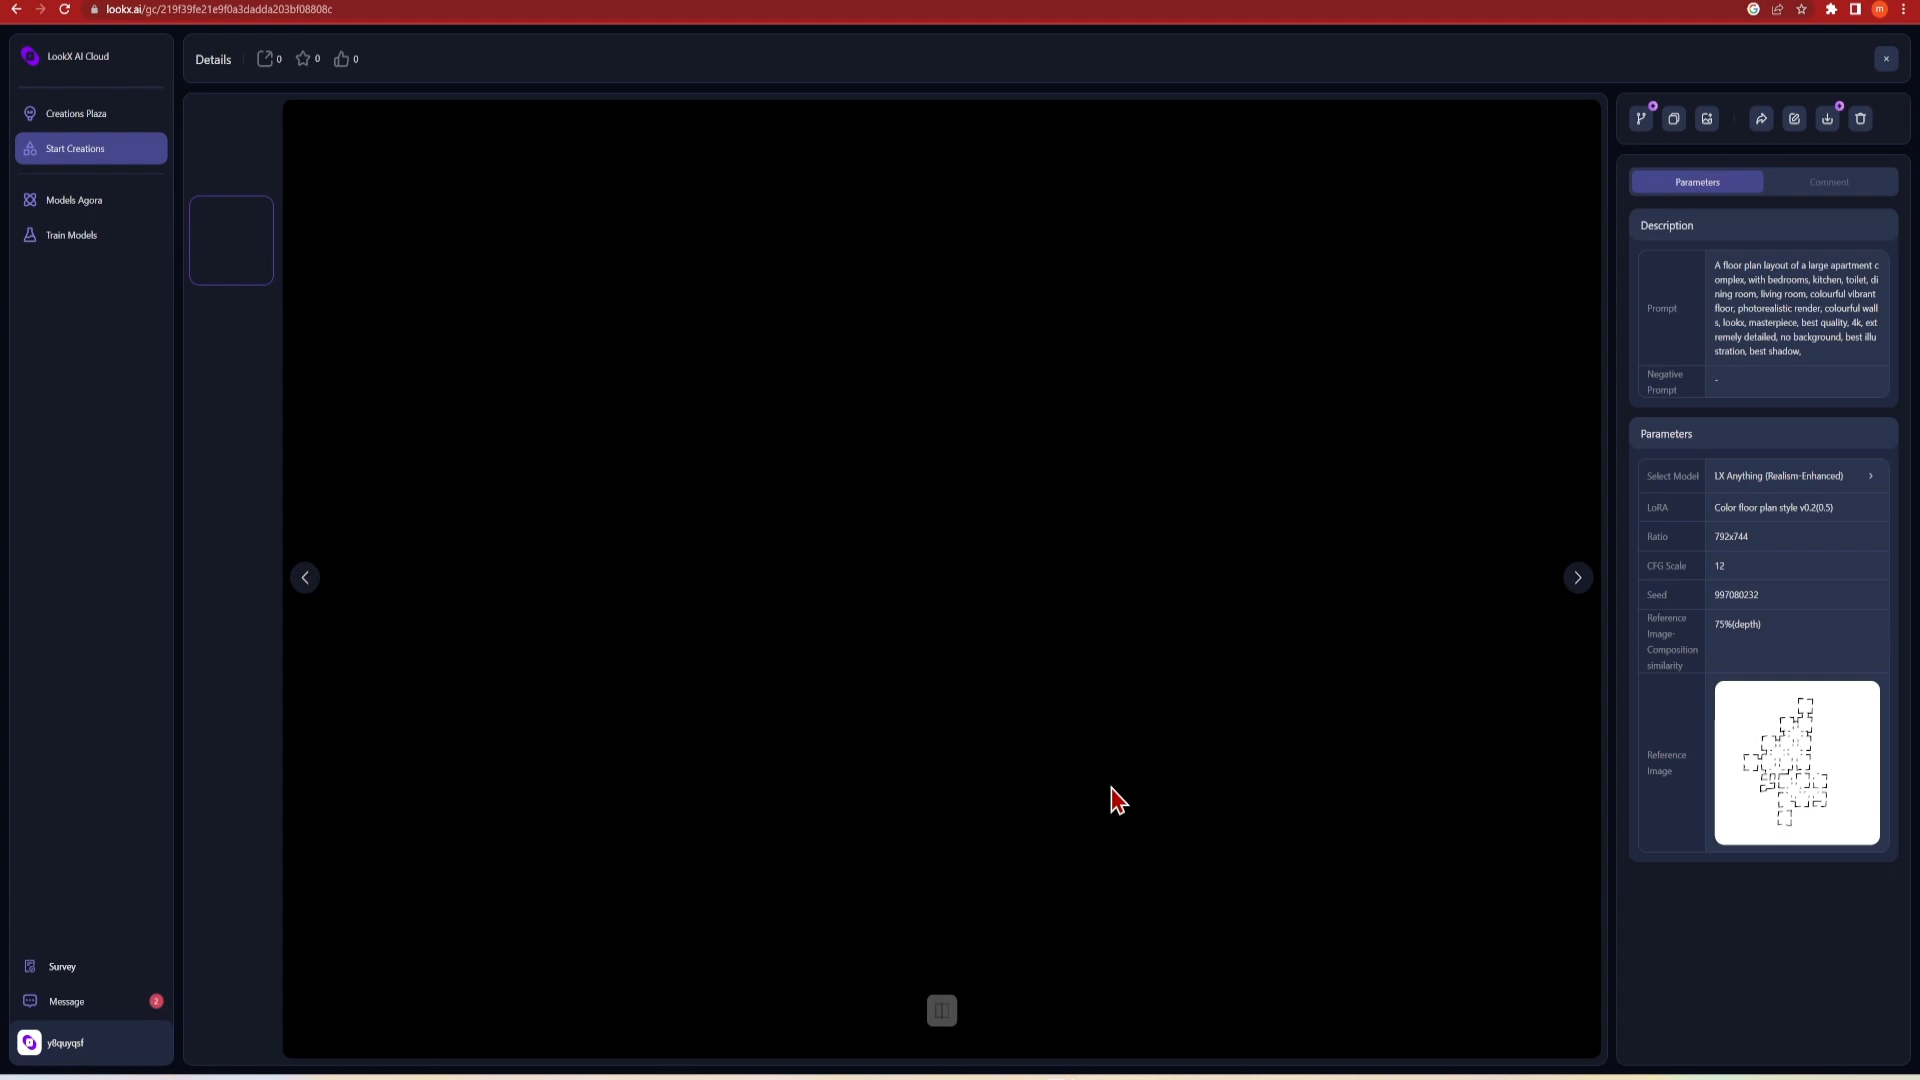 lookx.ai/gc/219f39fe21e9f0a3dadda203bf08808c
m
LookX AI Cloud
Creations Plaza
Start Creations
Models Agora
Train Models
Survey
Message
2
y8quyqsf
Details
0
0
0
Parameters
Comment
Description
Prompt
A floor plan layout of a large apartment c
omplex, with bedrooms, kitchen, toilet, di
ning room, living room, colourful vibrant
floor, photorealistic render, colourful wall
s, lookx, masterpiece, best quality, 4k, ext
remely detailed, no background, best illu
stration, best shadow,
Negative
Prompt
-
Parameters
Select Model
LX Anything (Realism-Enhanced)
LoRA
Color floor plan style v0.2(0.5)
Ratio
792x744
CFG Scale
12
Seed
997080232
Reference
Image-
Composition
similarity
75%(depth)
Reference
Image